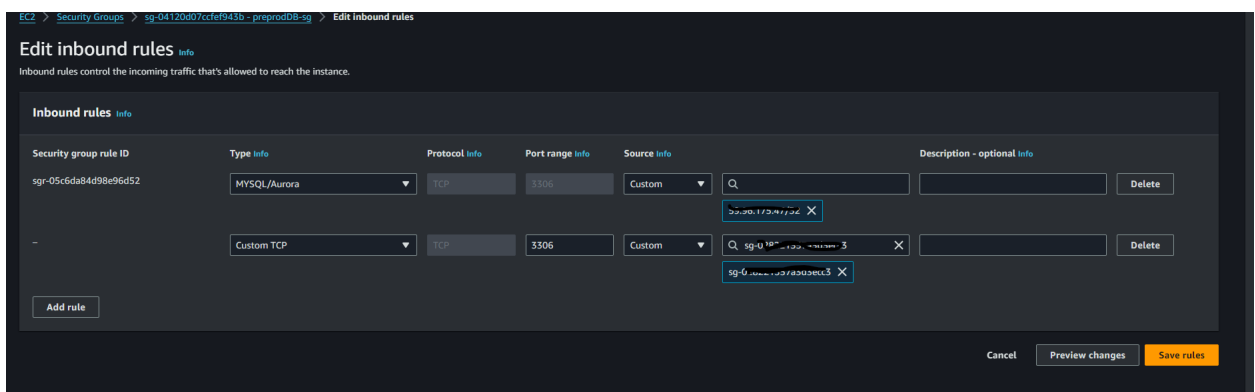 EC2 > Security Groups > sg-04120d07ccfef943b - preprodDB-sg > Edit inbound rules
Edit inbound rules Info
Inbound rules control the incoming traffic that's allowed to reach the instance.
Inbound rules Info
Security group rule ID Type Info Protocol Info Port range Info Source Info Description - optional Info
sgr-05c6da84d98e96d52 MYSQL/Aurora TCP 3306 Custom Delete
– Custom TCP TCP 3306 Custom Delete
Add rule
Cancel Preview changes Save rules